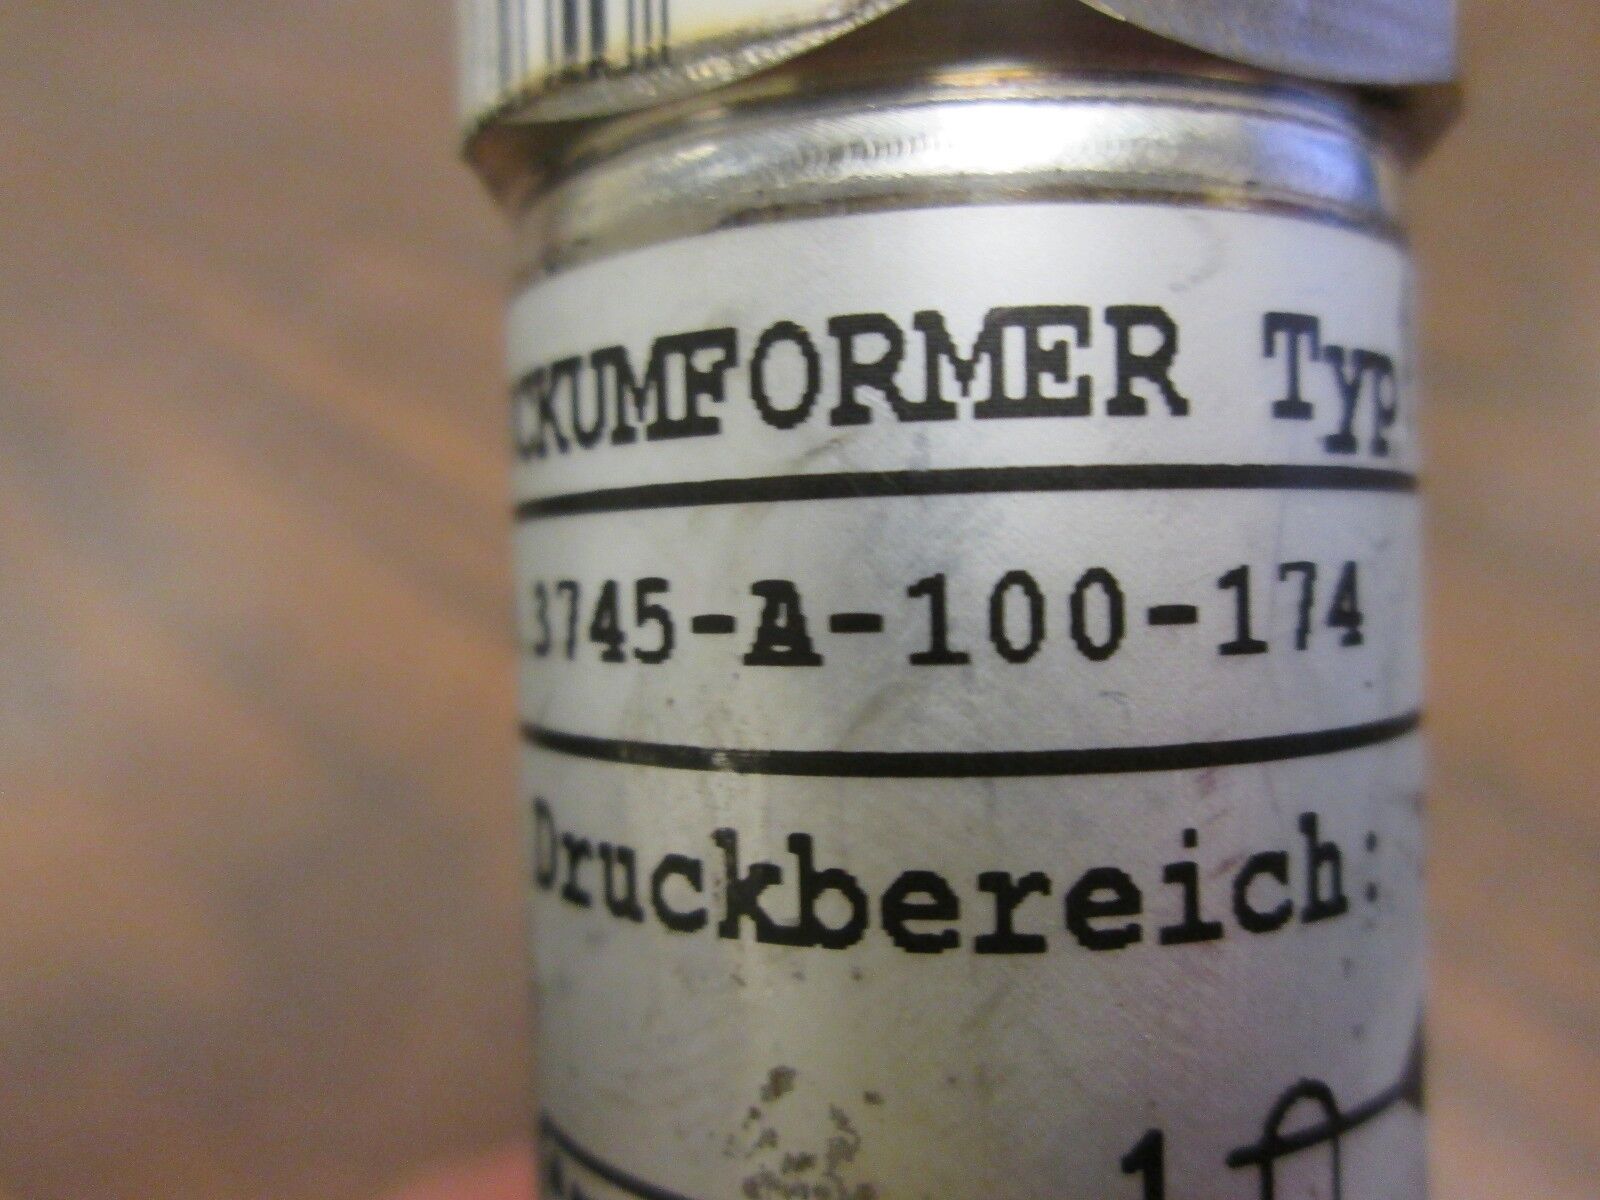 CKUMFORMER TYP
3745-A-100-174
Druckbereich: